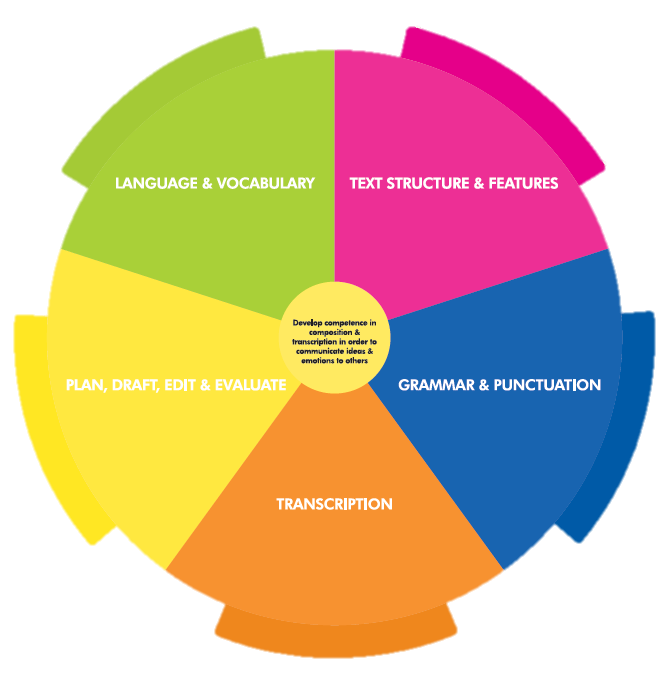 LANGUAGE & VOCABULARY
TEXT STRUCTURE & FEATURES
Develop competence in
composition &
transcription in order to
communicate ideas &
emotions to others
PLAN, DRAFT, EDIT & EVALUATE
GRAMMAR & PUNCTUATION
TRANSCRIPTION